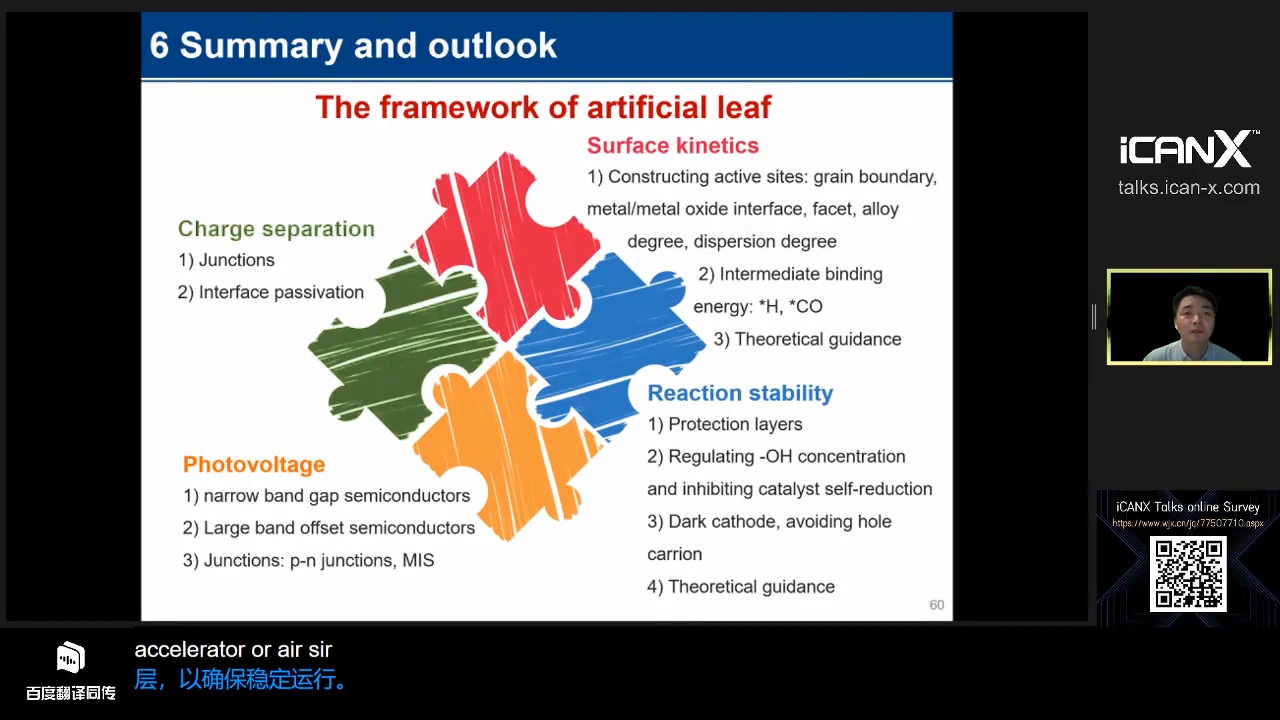 6 Summary and outlook
The framework of artificial leaf
Surface kinetics
1) Constructing active sites: grain boundary,
metal/metal oxide interface, facet, alloy
degree, dispersion degree
2) Intermediate binding
energy: *H, *CO
3) Theoretical guidance
Charge separation
1) Junctions
2) Interface passivation
Reaction stability
1) Protection layers
2) Regulating -OH concentration
and inhibiting catalyst self-reduction
3) Dark cathode, avoiding hole
carrion
4) Theoretical guidance
Photovoltage
1) narrow band gap semiconductors
2) Large band offset semiconductors
3) Junctions: p-n junctions, MIS
60
iCANX™
talks.ican-x.com
iCANX Talks online Survey
https://www.wjx.cn/jq/77507710.aspx
百度翻译同传
accelerator or air sir
层，以确保稳定运行。